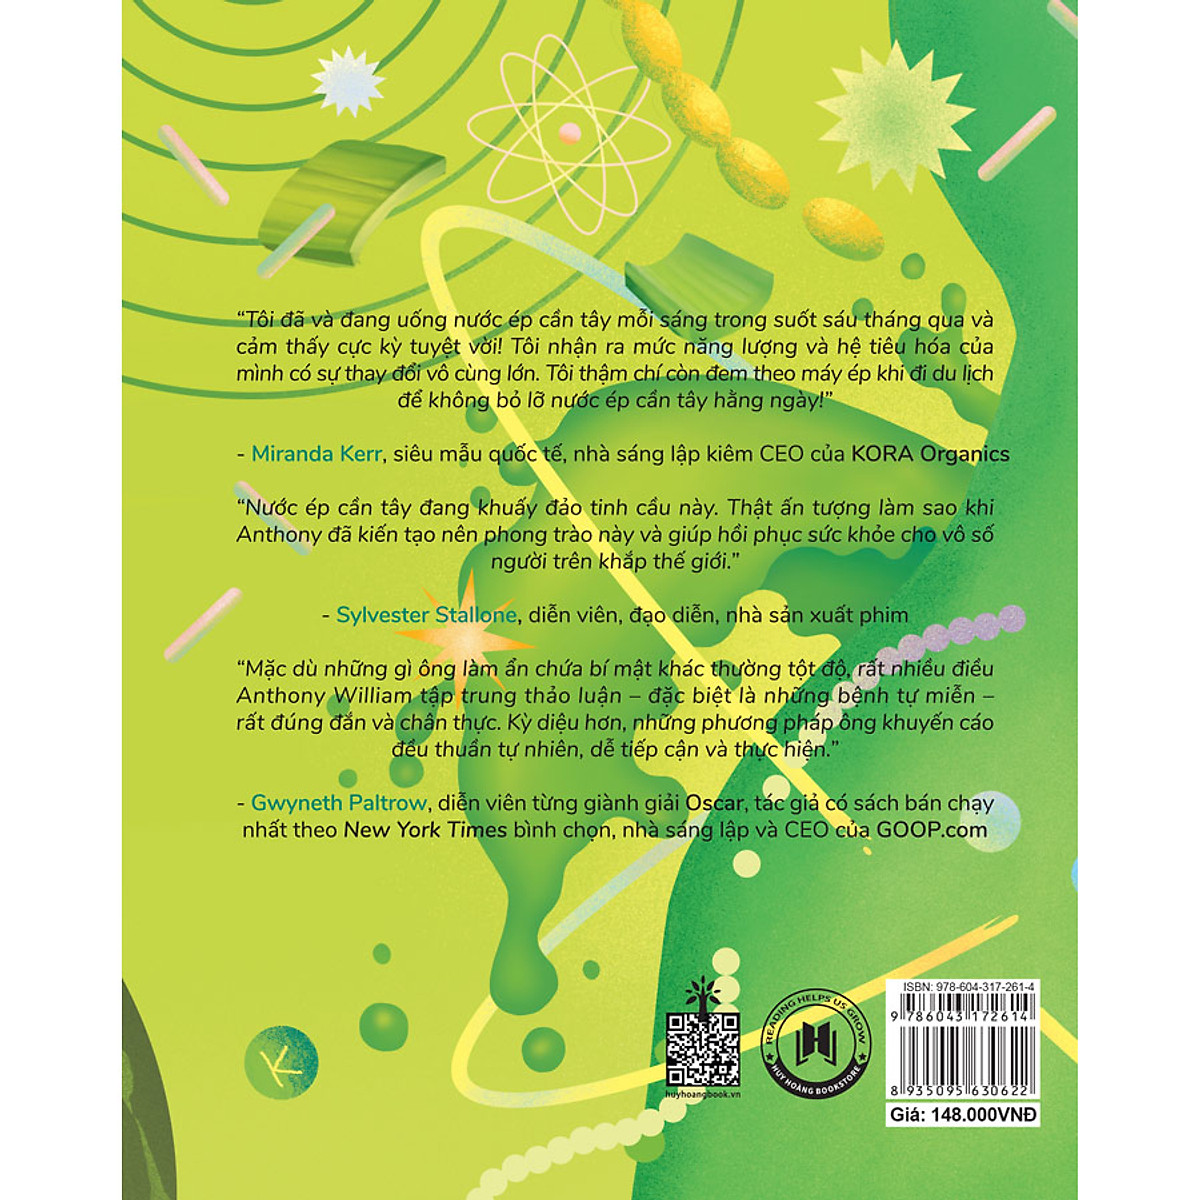 “Tôi đã và đang uống nước ép cần tây mỗi sáng trong suốt sáu tháng qua và
cảm thấy cực kỳ tuyệt vời! Tôi nhận ra mức năng lượng và hệ tiêu hóa của
mình có sự thay đổi vô cùng lớn. Tôi thậm chí còn đem theo máy ép khi đi du lịch
để không bỏ lỡ nước ép cần tây hằng ngày!”
- Miranda Kerr, siêu mẫu quốc tế, nhà sáng lập kiêm CEO của KORA Organics
“Nước ép cần tây đang khuấy đảo tinh cầu này. Thật ấn tượng làm sao khi
Anthony đã kiến tạo nên phong trào này và giúp hồi phục sức khỏe cho vô số
người trên khắp thế giới.”
- Sylvester Stallone, diễn viên, đạo diễn, nhà sản xuất phim
“Mặc dù những gì ông làm ẩn chứa bí mật khác thường tột độ, rất nhiều điều
Anthony William tập trung thảo luận – đặc biệt là những bệnh tự miễn –
rất đúng đắn và chân thực. Kỳ diệu hơn, những phương pháp ông khuyến cáo
đều thuần tự nhiên, dễ tiếp cận và thực hiện.”
- Gwyneth Paltrow, diễn viên từng giành giải Oscar, tác giả có sách bán chạy
nhất theo New York Times bình chọn, nhà sáng lập và CEO của GOOP.com
huyhoangbook.vn
READING HELPS US GROW
HUY HOÀNG BOOKSTORE
ISBN: 978-604-317-261-4
9 786043 172614
8 935095 630622
Giá: 148.000VNĐ